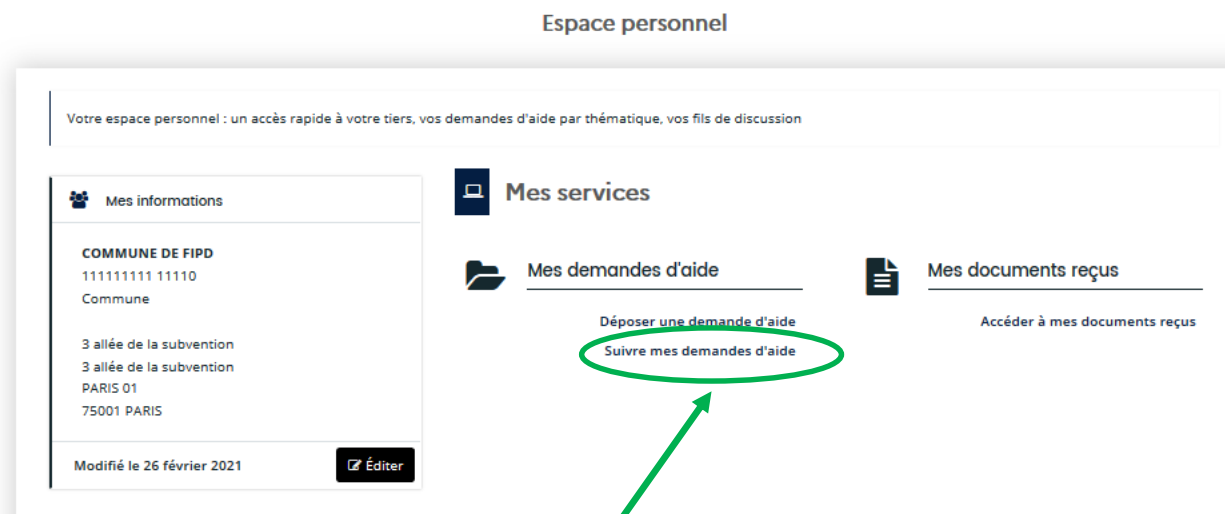 Espace personnel
Votre espace personnel : un accès rapide à votre tiers, vos demandes d'aide par thématique, vos fils de discussion
Mes informations
COMMUNE DE FIPD
111111111 11110
Commune
3 allée de la subvention
3 allée de la subvention
PARIS 01
75001 PARIS
Modifié le 26 février 2021
Éditer
Mes services
Mes demandes d'aide
Déposer une demande d'aide
Suivre mes demandes d'aide
Mes documents reçus
Accéder à mes documents reçus